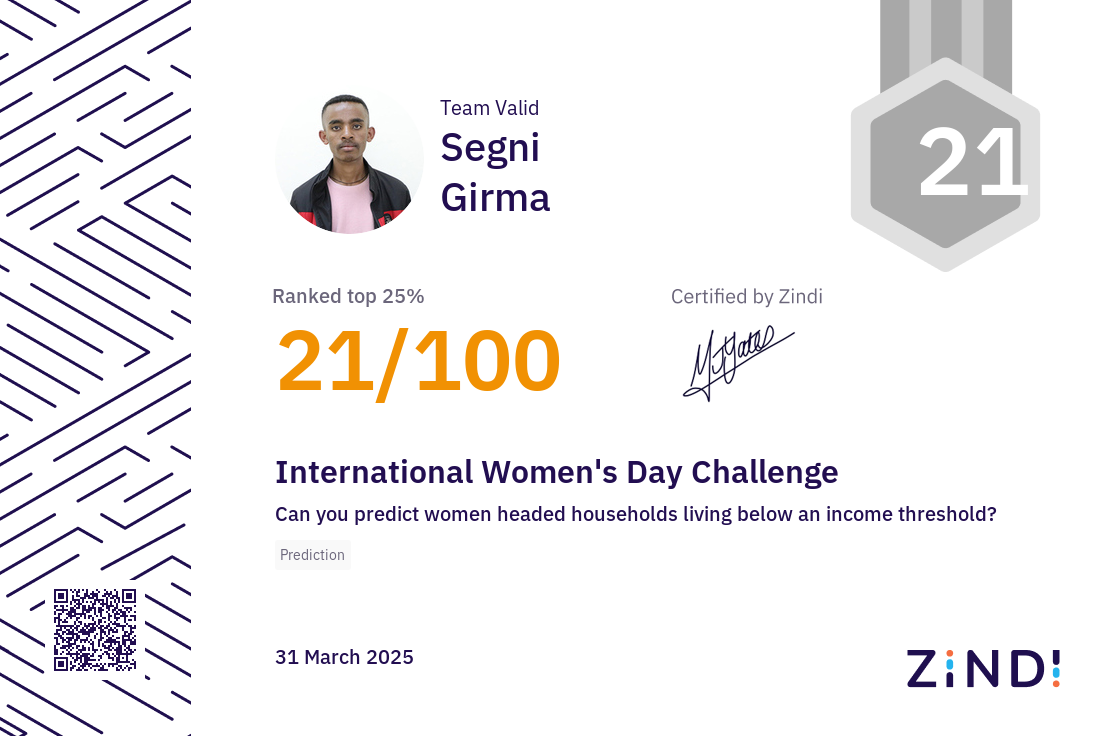 Team Valid
Segni
Girma
21
Ranked top 25%
21/100
Certified by Zindi
International Women's Day Challenge
Can you predict women headed households living below an income threshold?
Prediction
31 March 2025
ZiNDI